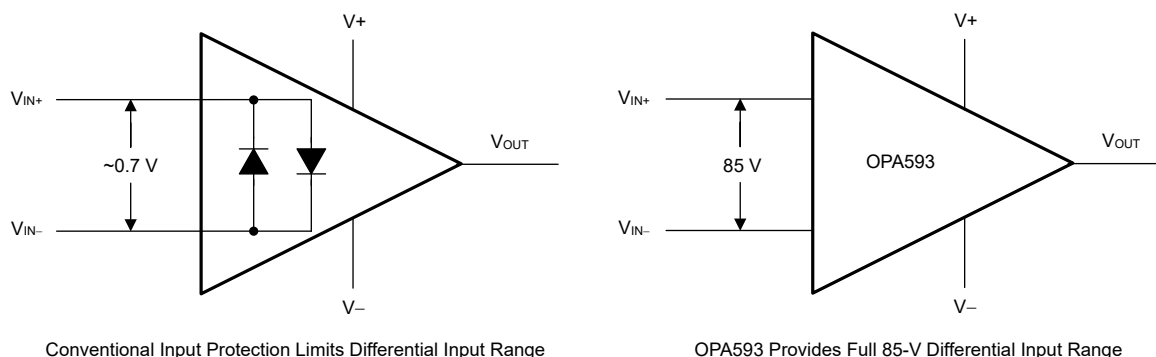 V+
VIN+
~0.7 V
VOUT
VIN–
V–
Conventional Input Protection Limits Differential Input Range
V+
VIN+
85 V
OPA593
VOUT
VIN–
V–
OPA593 Provides Full 85-V Differential Input Range